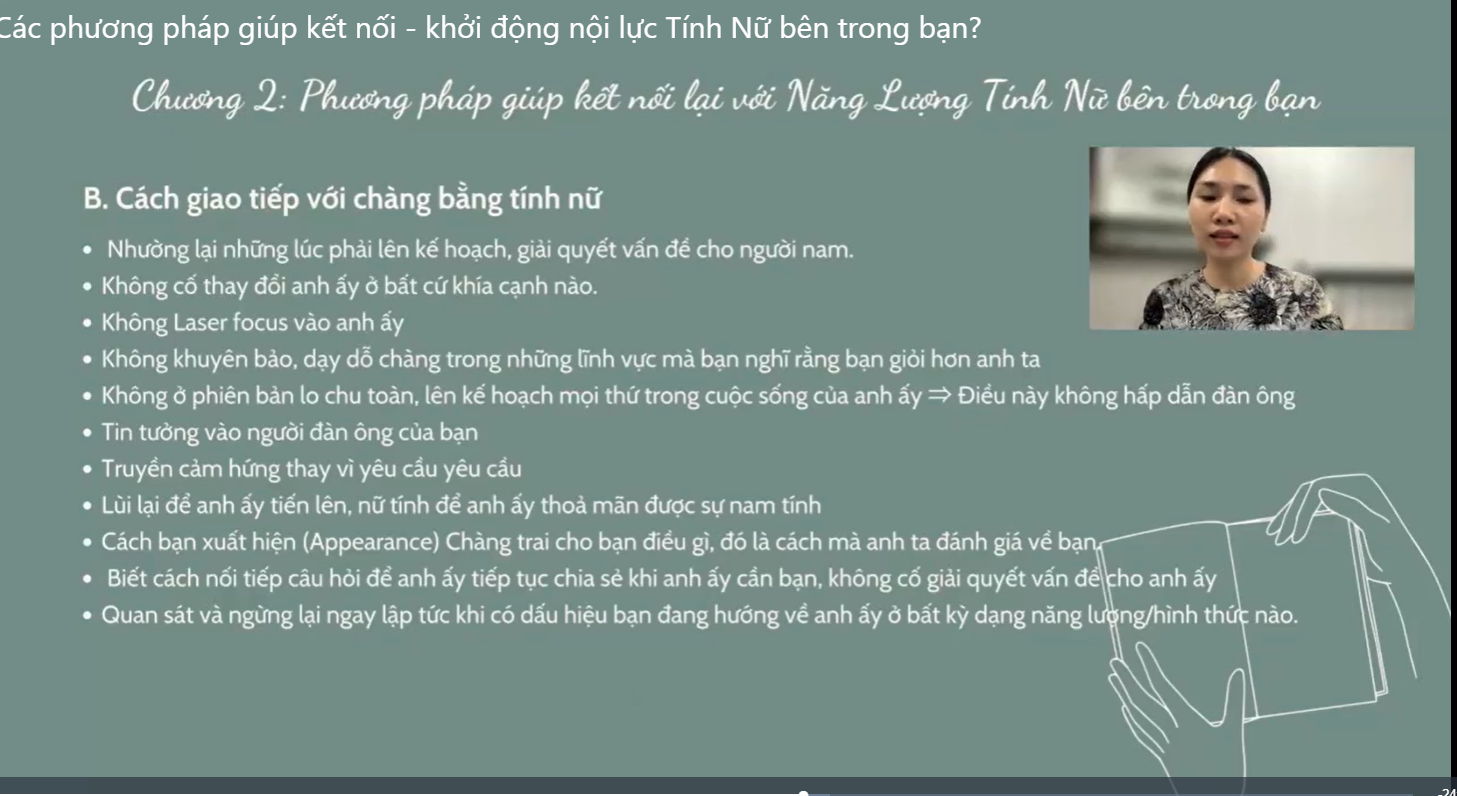 Các phương pháp giúp kết nối - khởi động nội lực Tính Nữ bên trong bạn?
Chương 2: Phương pháp giúp kết nối lại với Năng Lượng Tính Nữ bên trong bạn
B. Cách giao tiếp với chàng bằng tính nữ
• Nhường lại những lúc phải lên kế hoạch, giải quyết vấn đề cho người nam.
• Không cố thay đổi anh ấy ở bất cứ khía cạnh nào.
• Không Laser focus vào anh ấy
• Không khuyên bảo, dạy dỗ chàng trong những lĩnh vực mà bạn nghĩ rằng bạn giỏi hơn anh ta
• Không ở phiên bản lo chu toàn, lên kế hoạch mọi thứ trong cuộc sống của anh ấy ⇒ Điều này không hấp dẫn đàn ông
• Tin tưởng vào người đàn ông của bạn
• Truyền cảm hứng thay vì yêu cầu yêu cầu
• Lùi lại để anh ấy tiến lên, nữ tính để anh ấy thoả mãn được sự nam tính
• Cách bạn xuất hiện (Appearance) Chàng trai cho bạn điều gì, đó là cách mà anh ta đánh giá về bạn.
• Biết cách nối tiếp câu hỏi để anh ấy tiếp tục chia sẻ khi anh ấy cần bạn, không cố giải quyết vấn đề cho anh ấy
• Quan sát và ngừng lại ngay lập tức khi có dấu hiệu bạn đang hướng về anh ấy ở bất kỳ dạng năng lượng/hình thức nào.